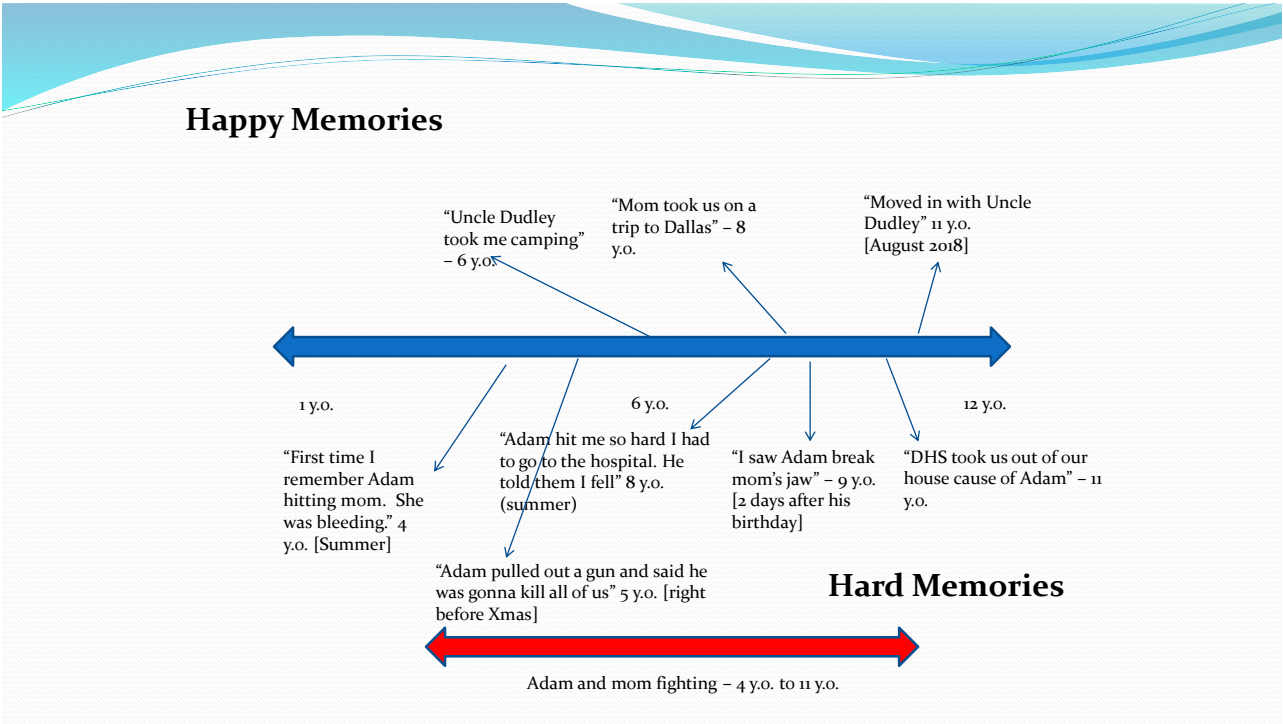 Happy Memories
“Uncle Dudley
took me camping”
– 6 y.o.
“Mom took us on a
trip to Dallas” – 8
y.o.
“Moved in with Uncle
Dudley” 11 y.o.
[August 2018]
1 y.o.
6 y.o.
12 y.o.
“First time I
remember Adam
hitting mom.  She
was bleeding.” 4
y.o. [Summer]
“Adam hit me so hard I had
to go to the hospital. He
told them I fell” 8 y.o.
(summer)
“I saw Adam break
mom’s jaw” – 9 y.o.
[2 days after his
birthday]
“DHS took us out of our
house cause of Adam” – 11
y.o.
“Adam pulled out a gun and said he
was gonna kill all of us” 5 y.o. [right
before Xmas]
Hard Memories
Adam and mom fighting – 4 y.o. to 11 y.o.